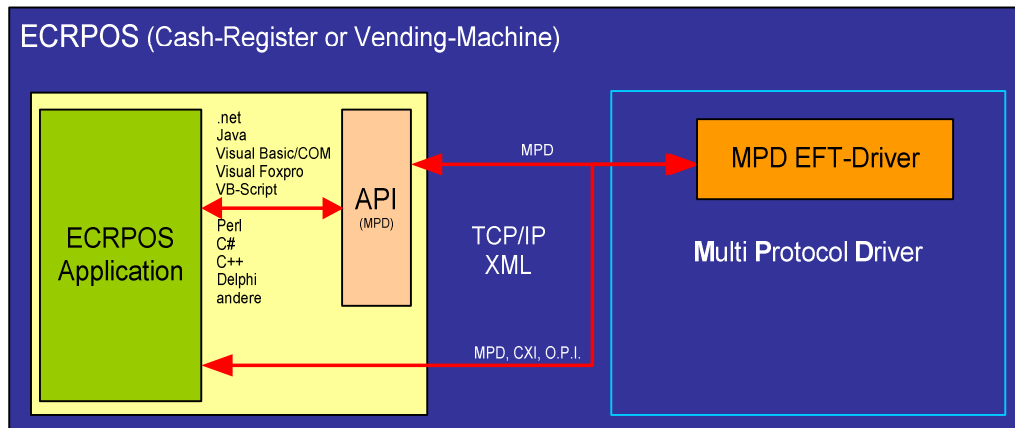 ECRPOS (Cash-Register or Vending-Machine)
.net
Java
Visual Basic/COM
Visual Foxpro
VB-Script
Perl
C#
C++
Delphi
andere
ECRPOS
Application
API
(MPD)
MPD
TCP/IP
XML
MPD, CXI, O.P.I.
MPD EFT-Driver
Multi Protocol Driver